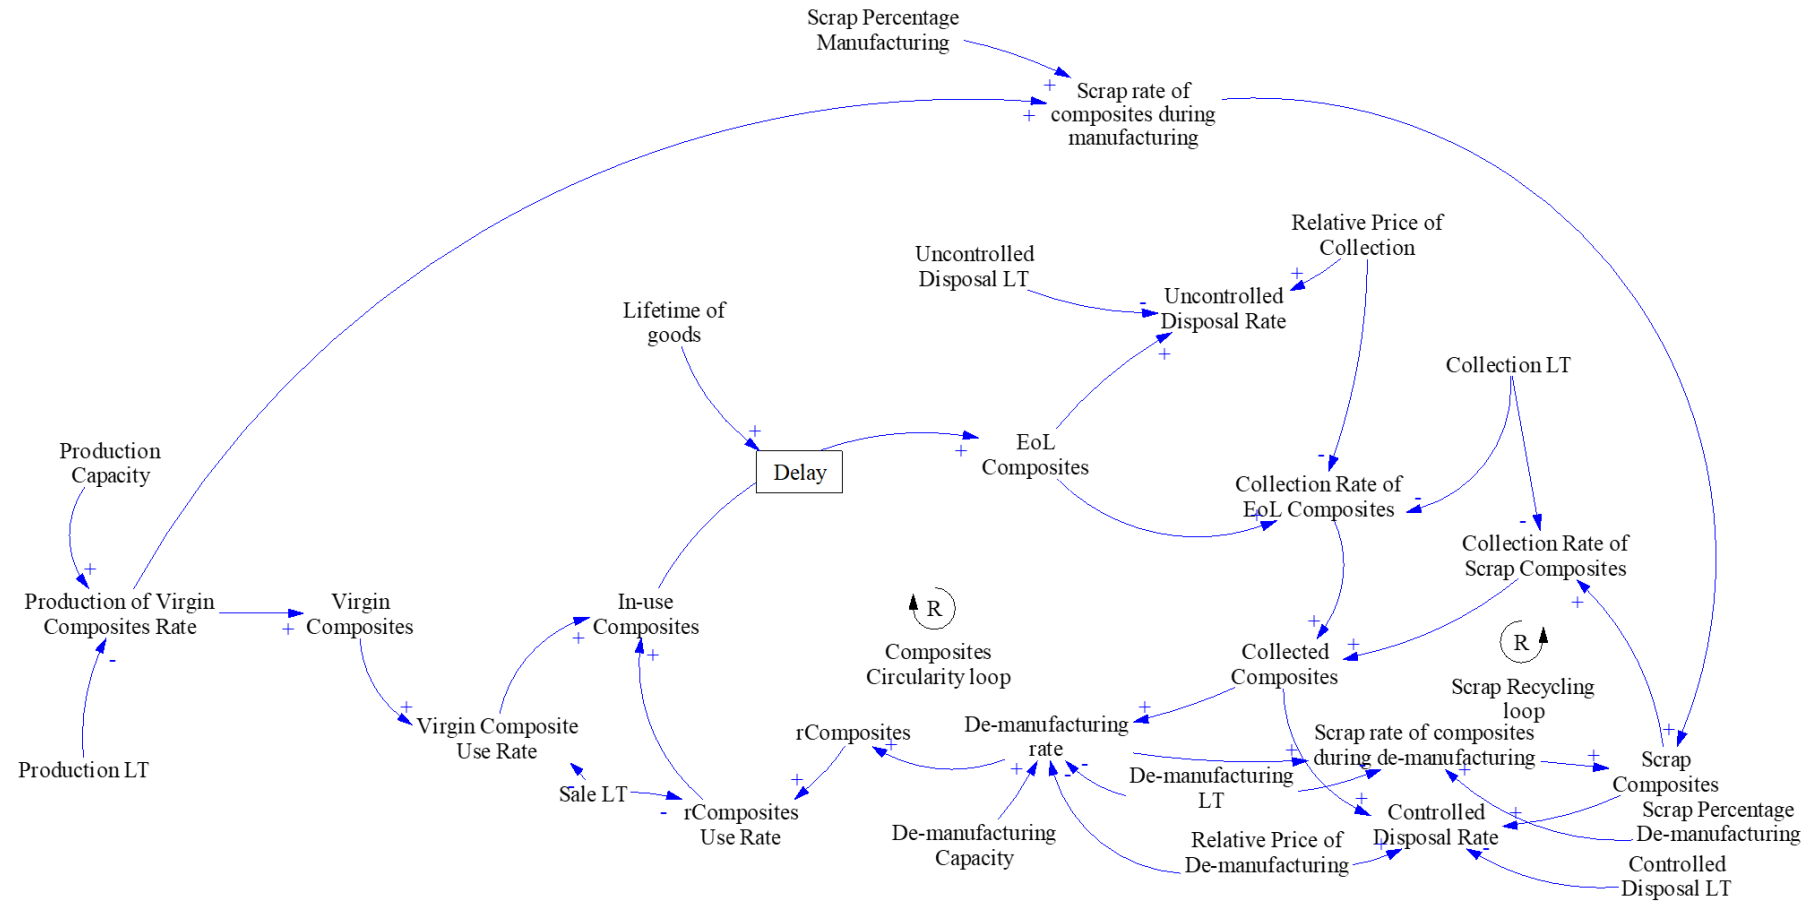 Scrap Percentage
Manufacturing
+
Scrap rate of
composites during
manufacturing
+
Relative Price of
Collection
Uncontrolled
Disposal LT
+
-
Uncontrolled
Disposal Rate
+
Lifetime of
goods
Collection LT
+
Delay
+
EoL
Composites
-
Collection Rate of
EoL Composites
-
+
-
Collection Rate of
Scrap Composites
+
Production
Capacity
+
Production of Virgin
Composites Rate
-
+
Virgin
Composites
In-use
Composites
+
+
R
Composites
Circularity loop
+
Collected
Composites
+
R
Scrap Recycling
loop
+
Virgin Composite
Use Rate
Production LT
-
Sale LT
-
rComposites
+
+
rComposites
Use Rate
De-manufacturing
rate
+
+
-
-
De-manufacturing
LT
+
Scrap rate of composites
during de-manufacturing
+
+
+
Scrap
Composites
+
De-manufacturing
Capacity
Relative Price of
De-manufacturing
+
+
Controlled
Disposal Rate
+
-
Scrap Percentage
De-manufacturing
Controlled
Disposal LT